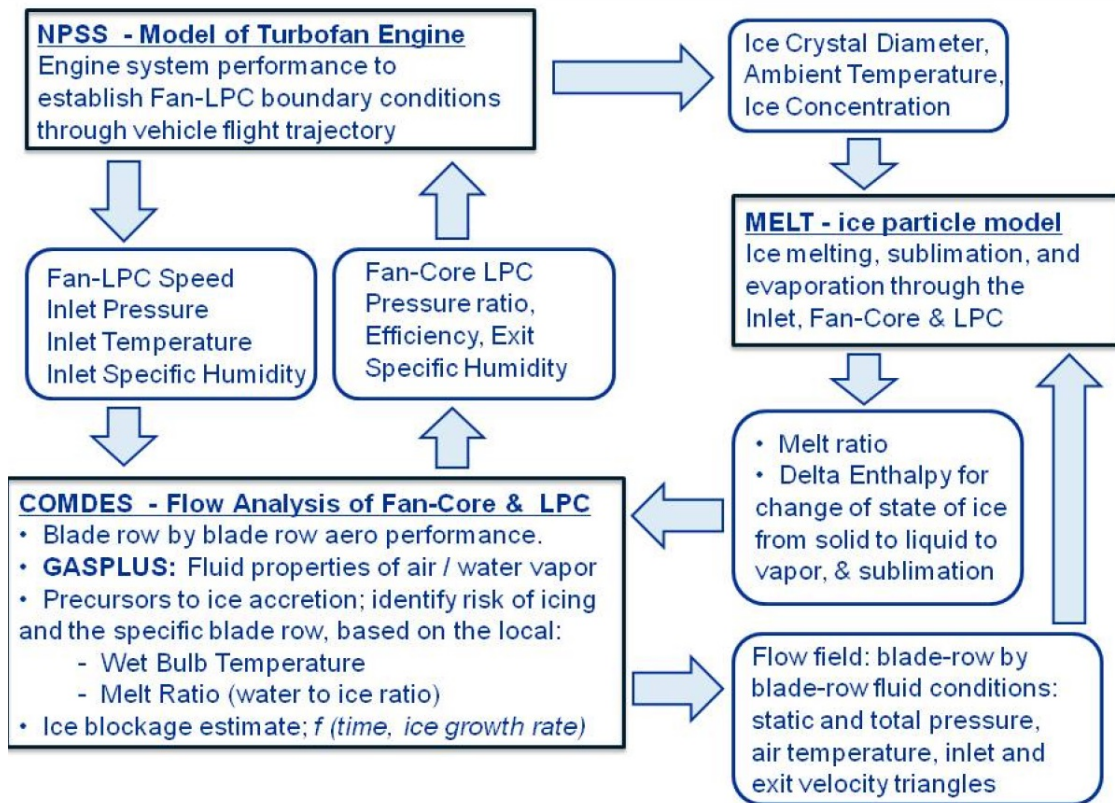 NPSS - Model of Turbofan Engine
Engine system performance to
establish Fan-LPC boundary conditions
through vehicle flight trajectory
Ice Crystal Diameter,
Ambient Temperature,
Ice Concentration
MELT - ice particle model
Ice melting, sublimation, and
evaporation through the
Inlet, Fan-Core & LPC
Fan-LPC Speed
Inlet Pressure
Inlet Temperature
Inlet Specific Humidity
Fan-Core LPC
Pressure ratio,
Efficiency, Exit
Specific Humidity
• Melt ratio
• Delta Enthalpy for
change of state of ice
from solid to liquid to
vapor, & sublimation
COMDES - Flow Analysis of Fan-Core & LPC
• Blade row by blade row aero performance.
• GASPLUS: Fluid properties of air / water vapor
• Precursors to ice accretion; identify risk of icing
and the specific blade row, based on the local:
- Wet Bulb Temperature
- Melt Ratio (water to ice ratio)
• Ice blockage estimate; f (time, ice growth rate)
Flow field: blade-row by
blade-row fluid conditions:
static and total pressure,
air temperature, inlet and
exit velocity triangles